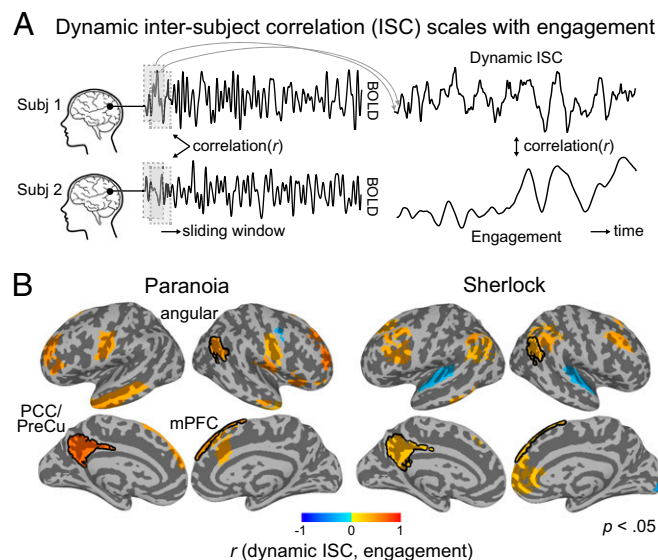 A Dynamic inter-subject correlation (ISC) scales with engagement
Dynamic ISC
Subj 1
BOLD
correlation(r)
correlation(r)
Subj 2
BOLD
sliding window
Engagement
time
B
Paranoia
Sherlock
angular
PCC/
PreCu
mPFC
-1 0 1
p < .05
r (dynamic ISC, engagement)